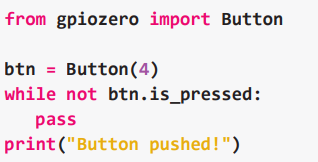 from gpiozero import Button

btn = Button(4)
while not btn.is_pressed:
   pass
print("Button pushed!")